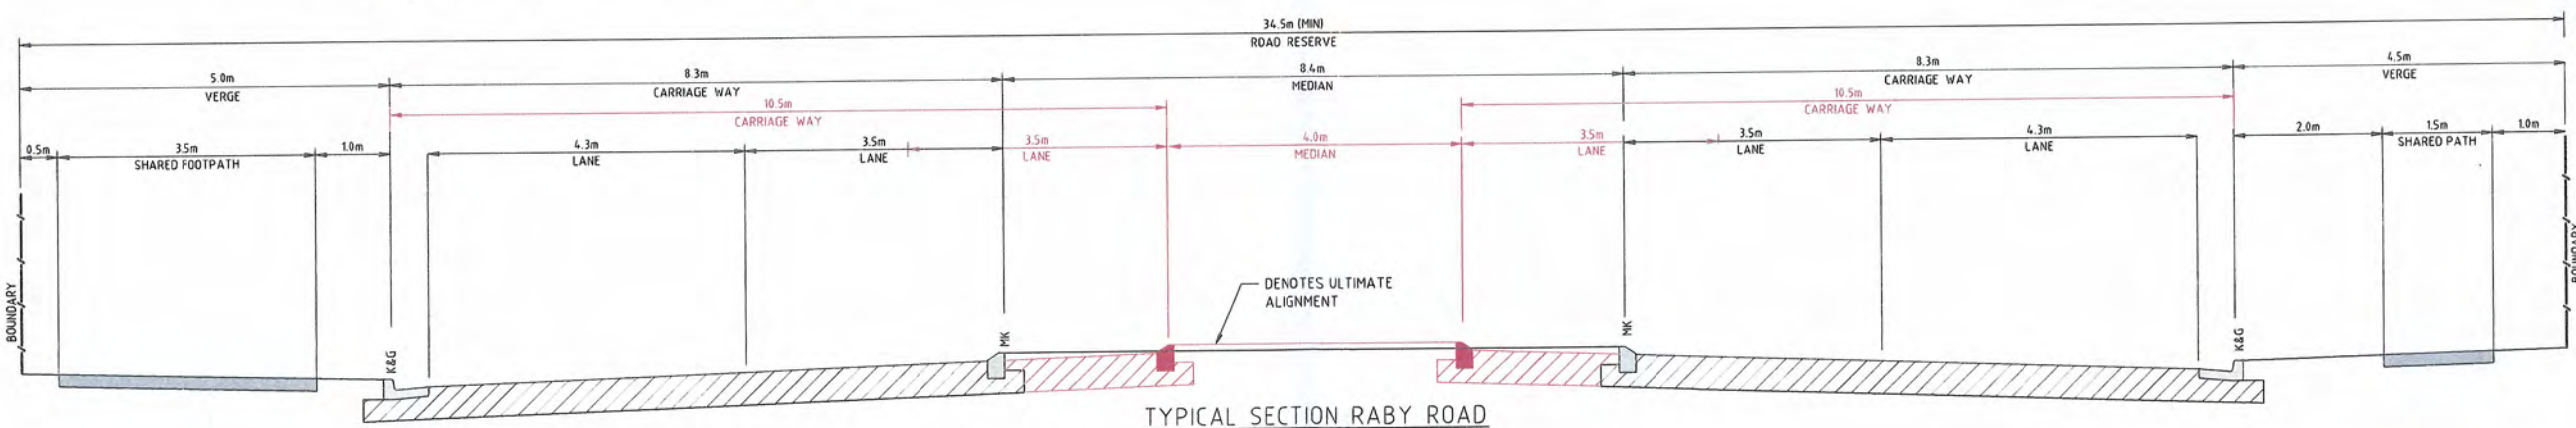 34.5m (MIN)
ROAD RESERVE
5.0m
VERGE
8.3m
CARRIAGE WAY
8.4m
MEDIAN
8.3m
CARRIAGE WAY
4.5m
VERGE
10.5m
CARRIAGE WAY
10.5m
CARRIAGE WAY
0.5m
3.5m
SHARED FOOTPATH
1.0m
4.3m
LANE
3.5m
LANE
3.5m
LANE
4.0m
MEDIAN
3.5m
LANE
3.5m
LANE
4.3m
LANE
2.0m
1.5m
SHARED PATH
1.0m
BOUNDARY
K&G
MK
DENOTES ULTIMATE
ALIGNMENT
MK
K&G
BOUNDARY
TYPICAL SECTION RABY ROAD